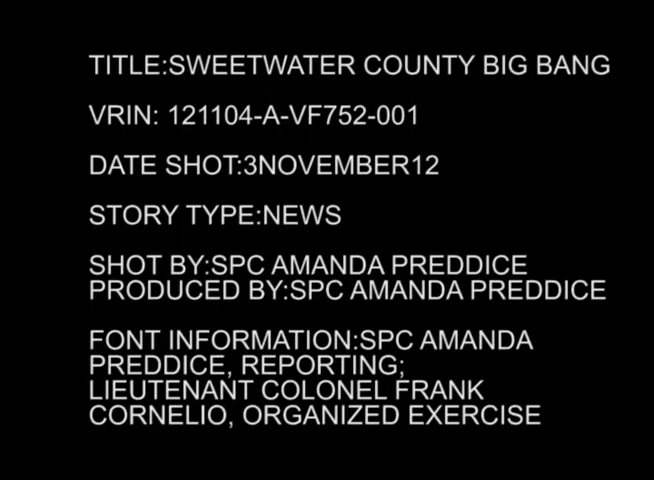 TITLE:SWEETWATER COUNTY BIG BANG
VRIN: 121104-A-VF752-001
DATE SHOT:3NOVEMBER12
STORY TYPE:NEWS
SHOT BY:SPC AMANDA PREDDICE
PRODUCED BY:SPC AMANDA PREDDICE
FONT INFORMATION:SPC AMANDA
PREDDICE, REPORTING;
LIEUTENANT COLONEL FRANK
CORNELIO, ORGANIZED EXERCISE